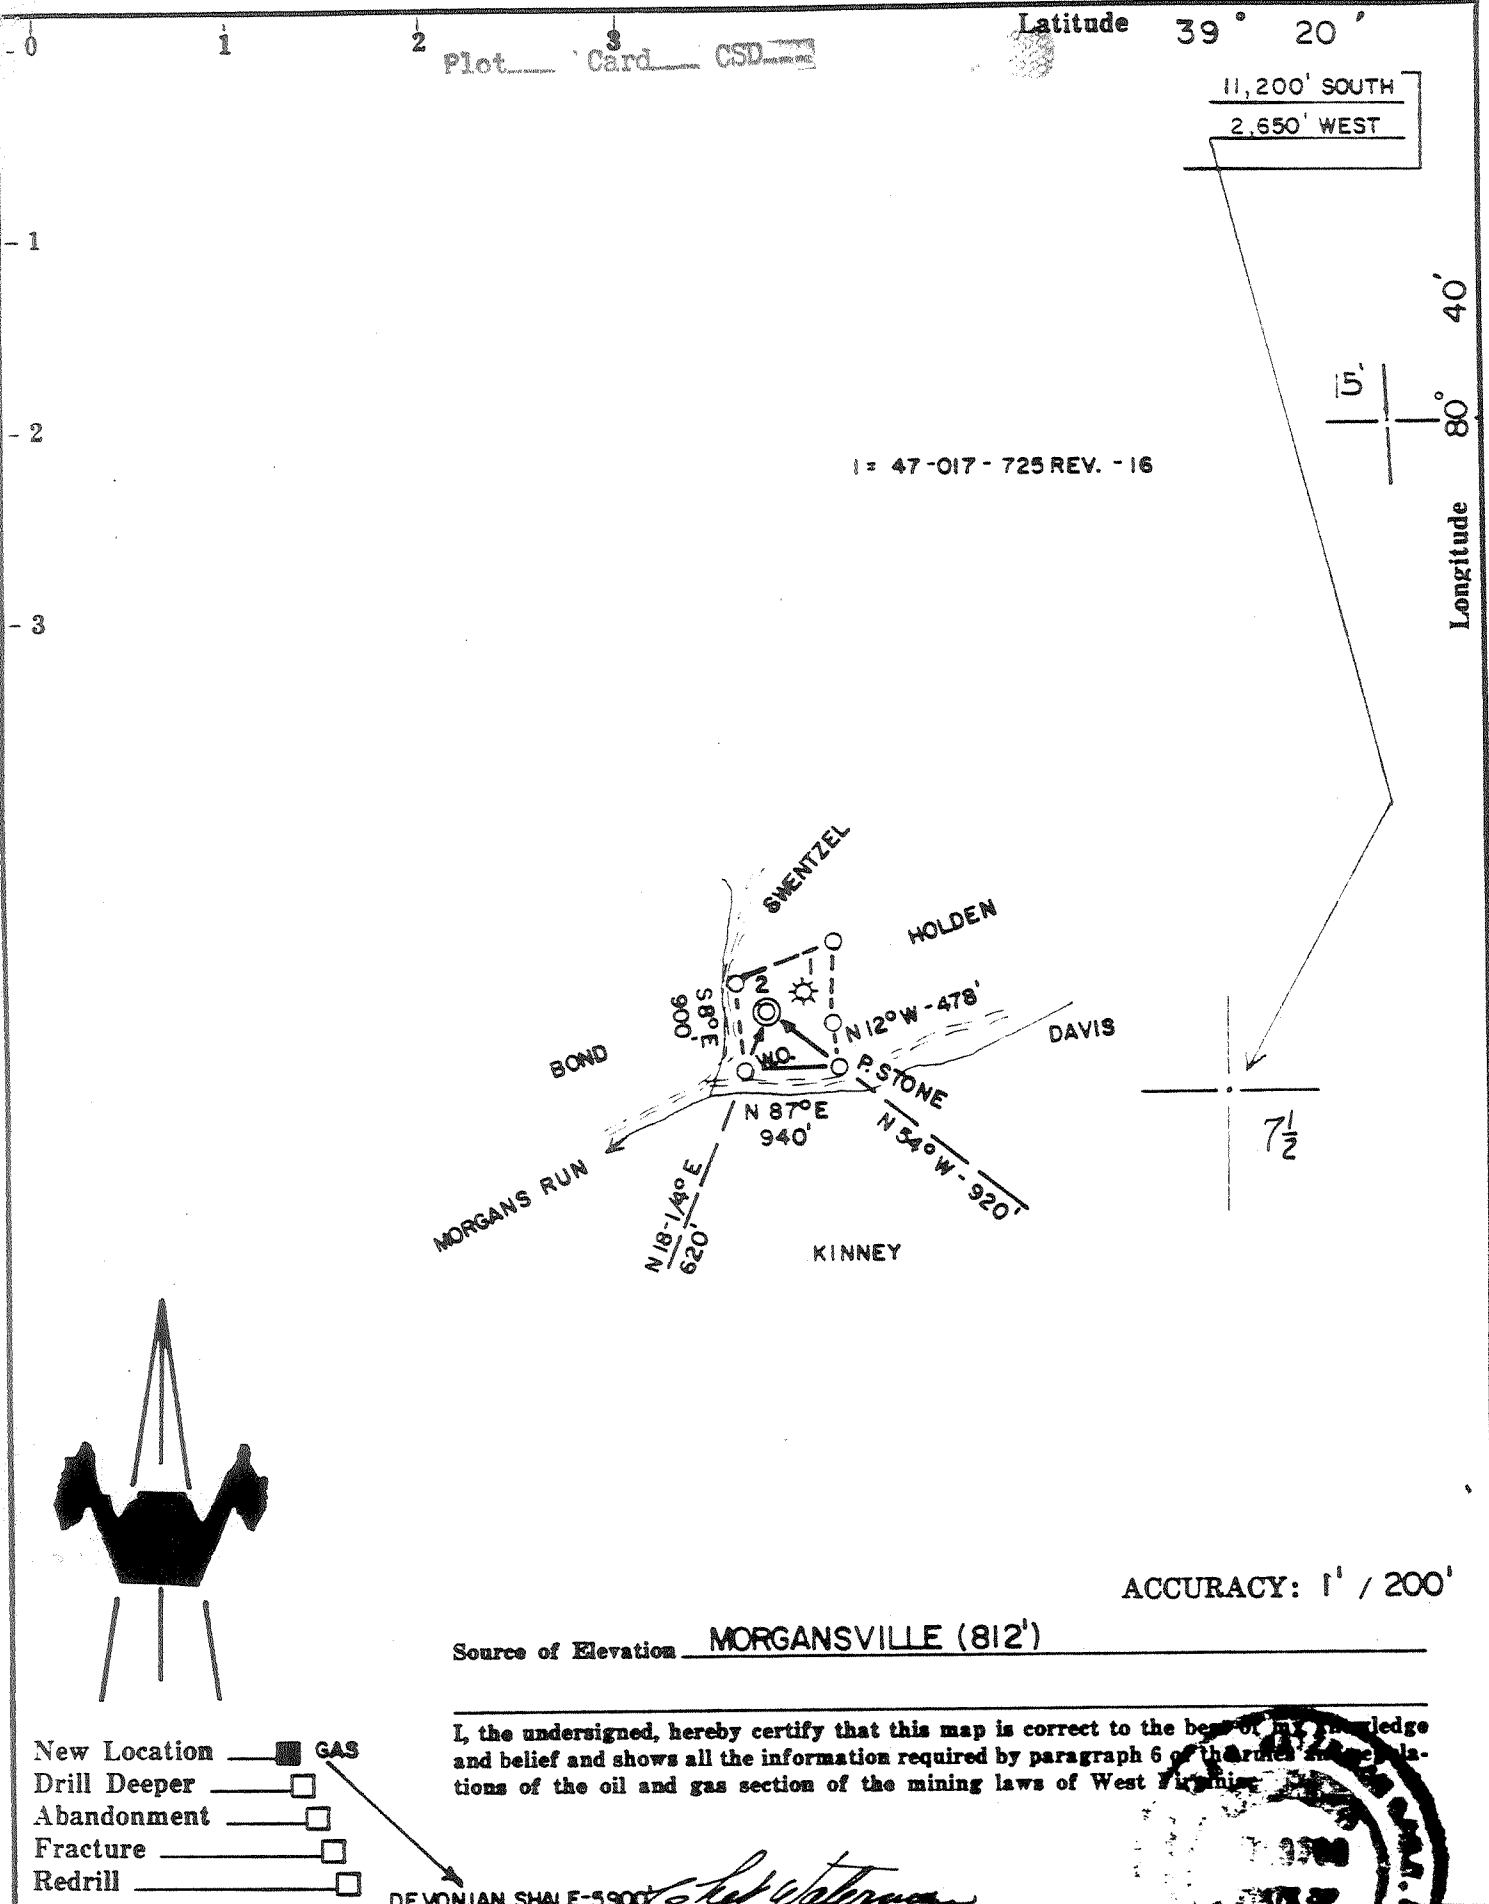 Latitude 39° 20'
0 1 2 3
Plot___ Card___ CSD___
11,200' SOUTH
2,650' WEST
- 1
40'
15'
80°
- 2
1 = 47-017-725 REV. -16
Longitude
- 3
SWENTZEL
HOLDEN
2
1
S 8° E
900'
N 12° W - 478'
DAVIS
BOND
W.O.
P. STONE
N 87° E
940'
7½
N 54° W - 920'
MORGANS RUN
N 18-1/4° E
620'
KINNEY
ACCURACY: 1' / 200'
Source of Elevation MORGANSVILLE (812')
I, the undersigned, hereby certify that this map is correct to the best of my knowledge
and belief and shows all the information required by paragraph 6 of the rules and regula-
tions of the oil and gas section of the mining laws of West Virginia.
New Location GAS
Drill Deeper
Abandonment
Fracture
Redrill
DEVONIAN SHALE-5900'